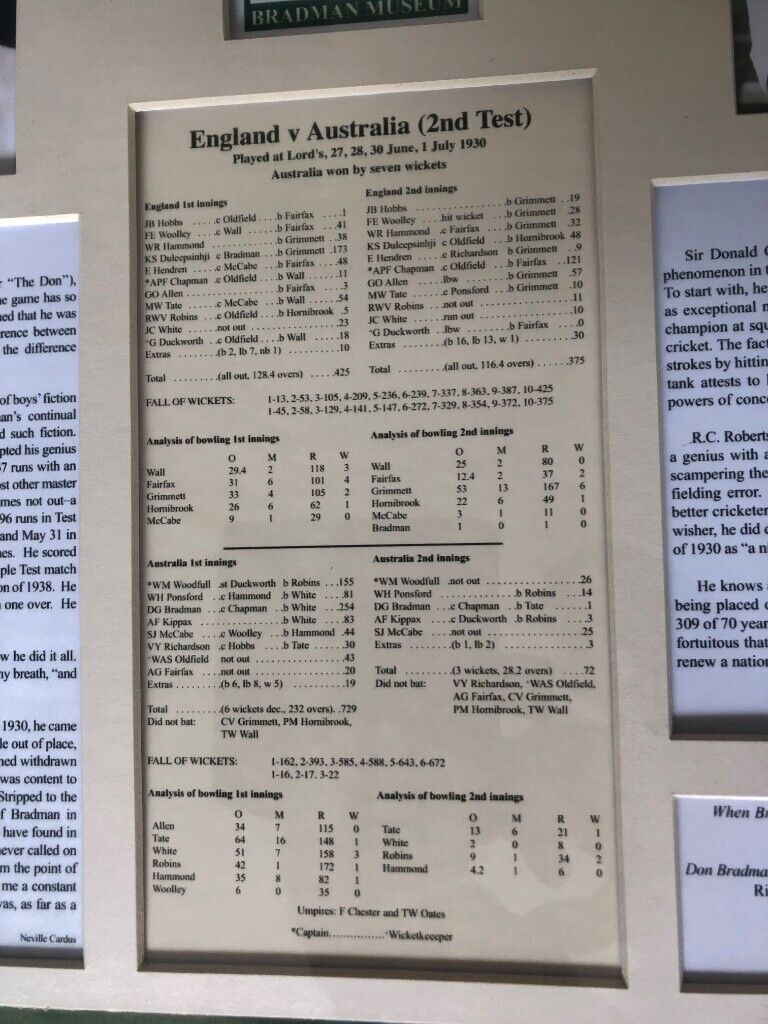 BRADMAN MUSEUM
England v Australia (2nd Test)
Played at Lord's, 27, 28, 30 June, 1 July 1930
Australia won by seven wickets
England 1st innings
JB Hobbs .....c Oldfield ....b Fairfax ....1
FE Woolley ...c Wall .....b Fairfax ...41
WR Hammond ............b Grimmett ..38
KS Duleepsinhji c Bradman ...b Grimmett .173
E Hendren ....c McCabe ...b Fairfax ...48
*APF Chapman .c Oldfield ...b Wall .....11
GO Allen ...............b Fairfax ....3
MW Tate .....c McCabe ...b Wall .....54
RWV Robins ..c Oldfield ...b Hornibrook .5
JC White .....not out ..................23
+G Duckworth .c Oldfield ...b Wall .....18
Extras .......(b 2, lb 7, nb 1) ..........10
Total ........(all out, 128.4 overs) .....425
England 2nd innings
JB Hobbs ...............b Grimmett ..19
FE Woolley ...hit wicket ..b Grimmett ..28
WR Hammond .c Fairfax ...b Grimmett ..32
KS Duleepsinhji c Oldfield ...b Hornibrook 48
E Hendren ....c Richardson b Grimmett ...9
*APF Chapman .c Oldfield ...b Fairfax ...121
GO Allen .....lbw ........b Grimmett ..57
MW Tate .....c Ponsford ..b Grimmett ..10
RWV Robins ..not out ..................11
JC White .....run out ..................10
+G Duckworth ..lbw .......b Fairfax ....0
Extras .......(b 16, lb 13, w 1) .........30
Total ........(all out, 116.4 overs) .....375
FALL OF WICKETS: 1-13, 2-53, 3-105, 4-209, 5-236, 6-239, 7-337, 8-363, 9-387, 10-425
1-45, 2-58, 3-129, 4-141, 5-147, 6-272, 7-329, 8-354, 9-372, 10-375
Analysis of bowling 1st innings
O M R W
Wall 29.4 2 118 3
Fairfax 31 6 101 4
Grimmett 33 4 105 2
Hornibrook 26 6 62 1
McCabe 9 1 29 0
Analysis of bowling 2nd innings
O M R W
Wall 25 2 80 0
Fairfax 12.4 2 37 2
Grimmett 53 13 167 6
Hornibrook 22 6 49 1
McCabe 3 1 11 0
Bradman 1 0 1 0
Australia 1st innings
*WM Woodfull .st Duckworth b Robins ...155
WH Ponsford ..c Hammond .b White .....81
DG Bradman ...c Chapman ..b White ....254
AF Kippax ...............b White .....83
SJ McCabe ....c Woolley ..b Hammond .44
VY Richardson .c Hobbs ....b Tate .....30
+WAS Oldfield not out ..................43
AG Fairfax ....not out ..................20
Extras .......(b 6, lb 8, w 5) ...........19
Total .......(6 wickets dec., 232 overs) .729
Did not bat: CV Grimmett, PM Hornibrook,
TW Wall
Australia 2nd innings
*WM Woodfull .not out ..................26
WH Ponsford .............b Robins ....14
DG Bradman ...c Chapman ..b Tate ......1
AF Kippax ....c Duckworth b Robins .....3
SJ McCabe ....not out ..................25
Extras .......(b 1, lb 2) ................3
Total ........(3 wickets, 28.2 overs) .....72
Did not bat: VY Richardson, +WAS Oldfield,
AG Fairfax, CV Grimmett,
PM Hornibrook, TW Wall
FALL OF WICKETS: 1-162, 2-393, 3-585, 4-588, 5-643, 6-672
1-16, 2-17. 3-22
Analysis of bowling 1st innings
O M R W
Allen 34 7 115 0
Tate 64 16 148 1
White 51 7 158 3
Robins 42 1 172 1
Hammond 35 8 82 1
Woolley 6 0 35 0
Analysis of bowling 2nd innings
O M R W
Tate 13 6 21 1
White 2 0 8 0
Robins 9 1 34 2
Hammond 4.2 1 6 0
Umpires: F Chester and TW Oates
*Captain................+Wicketkeeeper
"The Don"),
game has so
ned that he was
rence between
the difference
of boys' fiction
an's continual
d such fiction.
pted his genius
7 runs with an
ost other master
mes not out–a
96 runs in Test
and May 31 in
nes. He scored
ple Test match
on of 1938. He
one over. He
w he did it all.
ny breath, "and
1930, he came
le out of place,
ned withdrawn
was content to
Stripped to the
f Bradman in
have found in
never called on
m the point of
me a constant
vas, as far as a
Neville Cardus
Sir Donald
phenomenon in t
To start with, he
as exceptional
champion at squ
cricket. The fact
strokes by hittin
tank attests to
powers of conc
R.C. Roberts
a genius with a
scampering the
fielding error.
better cricketer
wisher, he did
of 1930 as "a n
He knows
being placed
309 of 70 year
fortuitous that
renew a nation
When Br
Don Bradma
Ri